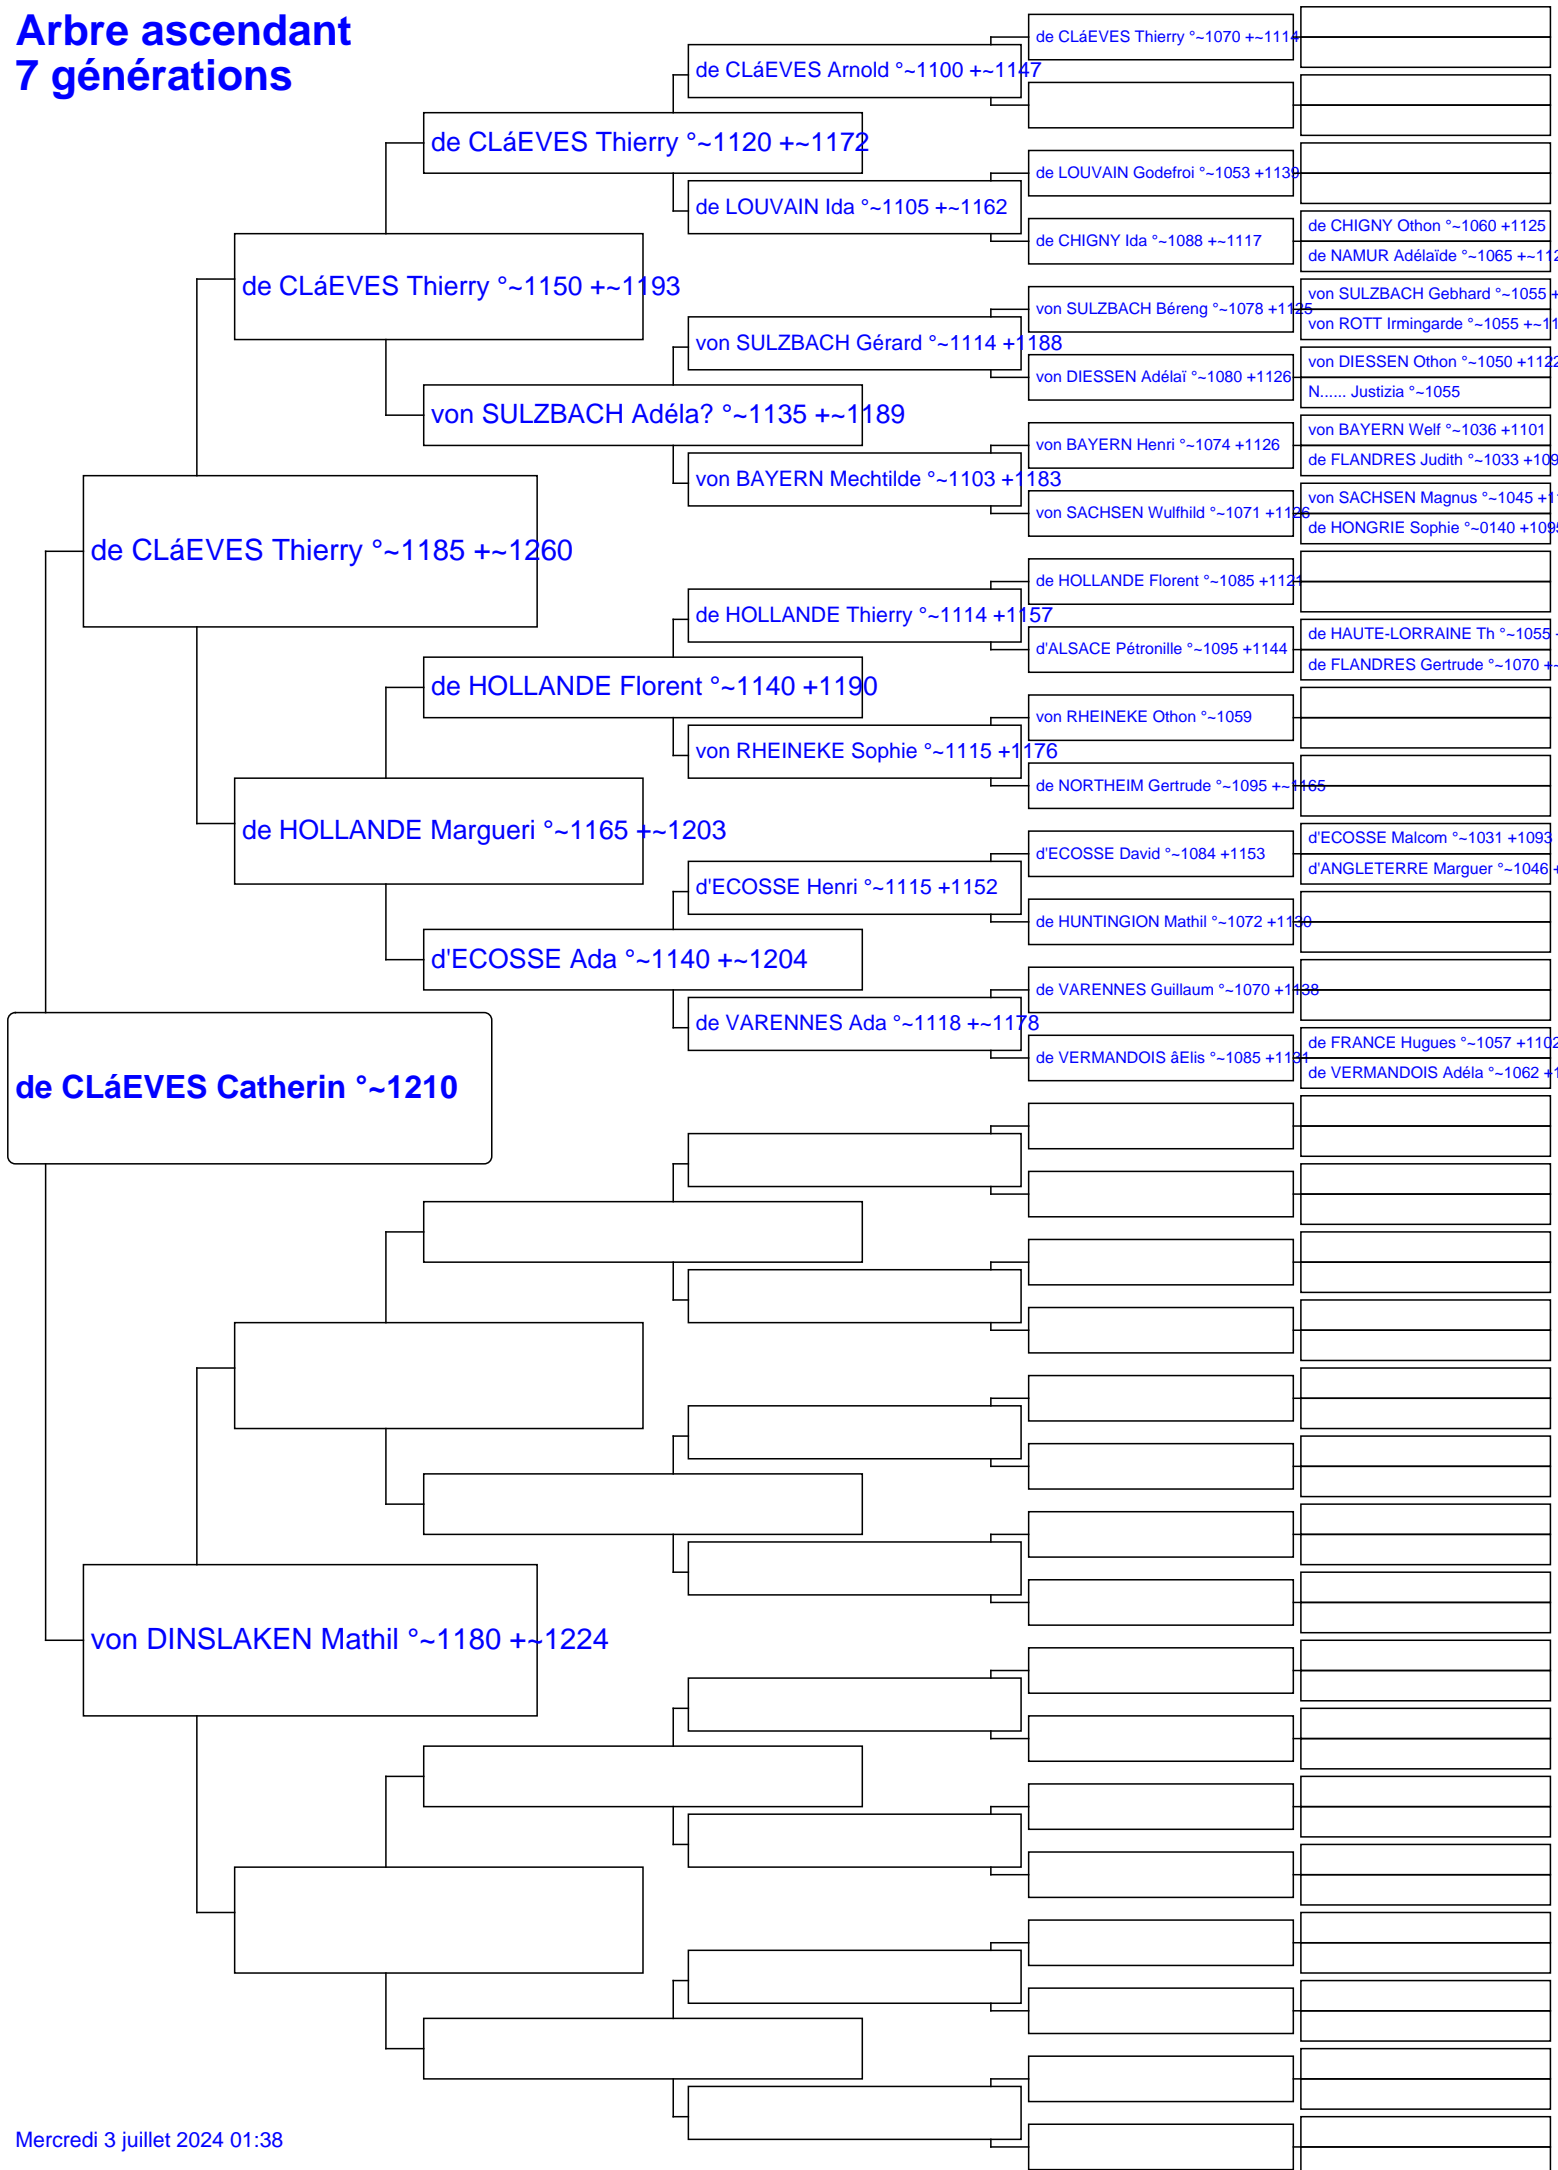 Arbre ascendant
7 générations
de CLáEVES Thierry °~1070 +~1114
de CLáEVES Arnold °~1100 +~1147
de CLáEVES Thierry °~1120 +~1172
de LOUVAIN Godefroi °~1053 +1139
de LOUVAIN Ida °~1105 +~1162
de CHIGNY Othon °~1060 +1125
de CHIGNY Ida °~1088 +~1117
de NAMUR Adélaïde °~1065 +~112
de CLáEVES Thierry °~1150 +~1193
von SULZBACH Gebhard °~1055 +
von SULZBACH Béreng °~1078 +1125
von ROTT Irmingarde °~1055 +~11
von SULZBACH Gérard °~1114 +1188
von DIESSEN Othon °~1050 +1122
von DIESSEN Adélaï °~1080 +1126
N...... Justizia °~1055
von SULZBACH Adéla? °~1135 +~1189
von BAYERN Welf °~1036 +1101
von BAYERN Henri °~1074 +1126
de FLANDRES Judith °~1033 +109
von BAYERN Mechtilde °~1103 +1183
von SACHSEN Magnus °~1045 +1
von SACHSEN Wulfhild °~1071 +1126
de HONGRIE Sophie °~0140 +1095
de CLáEVES Thierry °~1185 +~1260
de HOLLANDE Florent °~1085 +1121
de HOLLANDE Thierry °~1114 +1157
de HAUTE-LORRAINE Th °~1055
d'ALSACE Pétronille °~1095 +1144
de FLANDRES Gertrude °~1070 +~
de HOLLANDE Florent °~1140 +1190
von RHEINEKE Othon °~1059
von RHEINEKE Sophie °~1115 +1176
de NORTHEIM Gertrude °~1095 +~1165
de HOLLANDE Margueri °~1165 +~1203
d'ECOSSE Malcom °~1031 +1093
d'ECOSSE David °~1084 +1153
d'ANGLETERRE Marguer °~1046 +
d'ECOSSE Henri °~1115 +1152
de HUNTINGION Mathil °~1072 +1130
d'ECOSSE Ada °~1140 +~1204
de VARENNES Guillaum °~1070 +1138
de VARENNES Ada °~1118 +~1178
de FRANCE Hugues °~1057 +1102
de VERMANDOIS âElis °~1085 +1131
de VERMANDOIS Adéla °~1062 +1
de CLáEVES Catherin °~1210
von DINSLAKEN Mathil °~1180 +~1224
Mercredi 3 juillet 2024 01:38